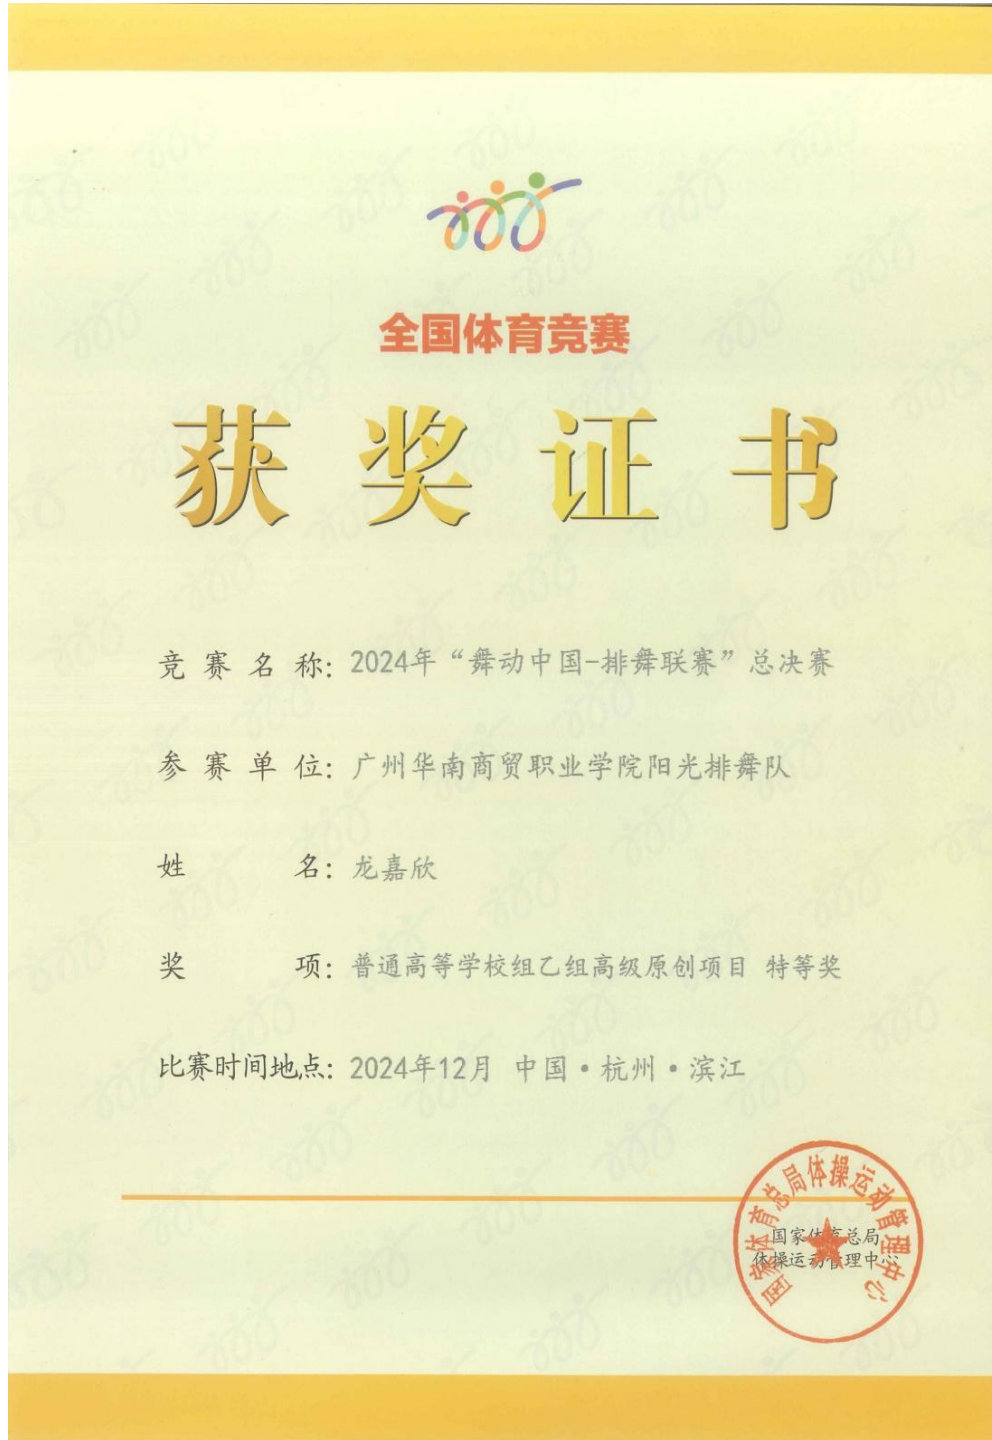 全国体育竞赛
获奖证书
竞赛名称：2024年“舞动中国-排舞联赛”总决赛
参赛单位：广州华南商贸职业学院阳光排舞队
姓名：龙嘉欣
奖项：普通高等学校组乙组高级原创项目 特等奖
比赛时间地点：2024年12月 中国·杭州·滨江
国家体育总局体操运动管理中心
国家体育总局
体操运动管理中心